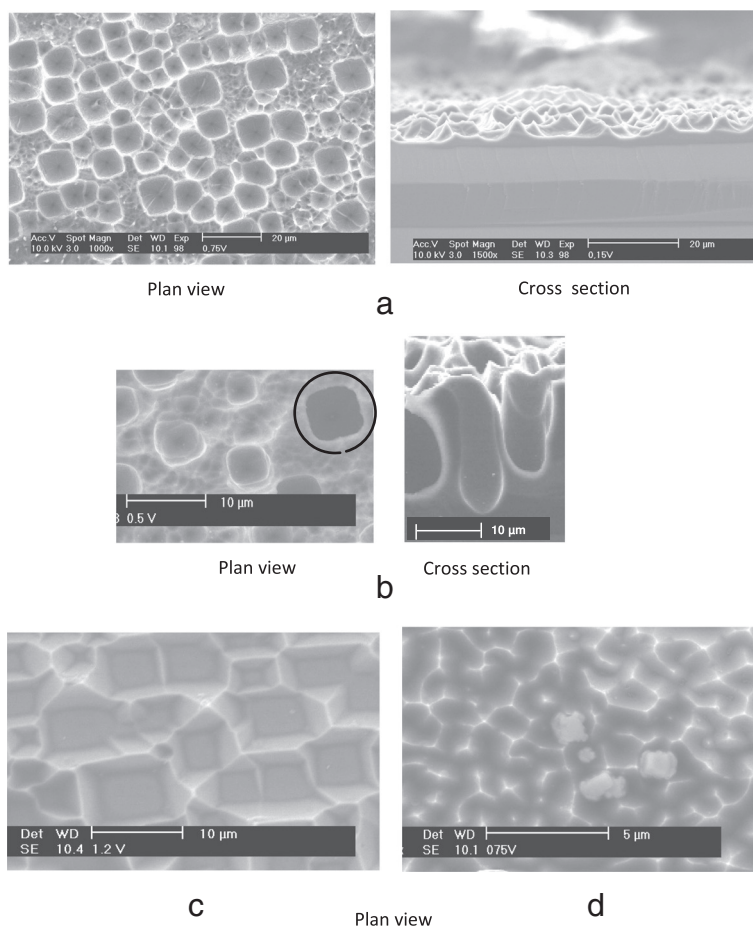 Acc.V Spot Magn Det WD Exp 20 µm
10.0 kV 3.0 1000x SE 10.1 98 0,75V
Acc.V Spot Magn Det WD Exp 20 µm
10.0 kV 3.0 1500x SE 10.3 98 0,15V
Plan view
Cross section
a
10 µm
0.5 V
10 µm
Plan view
Cross section
b
Det WD 10 µm
SE 10.4 1.2 V
Det WD 5 µm
SE 10.1 075V
c
d
Plan view